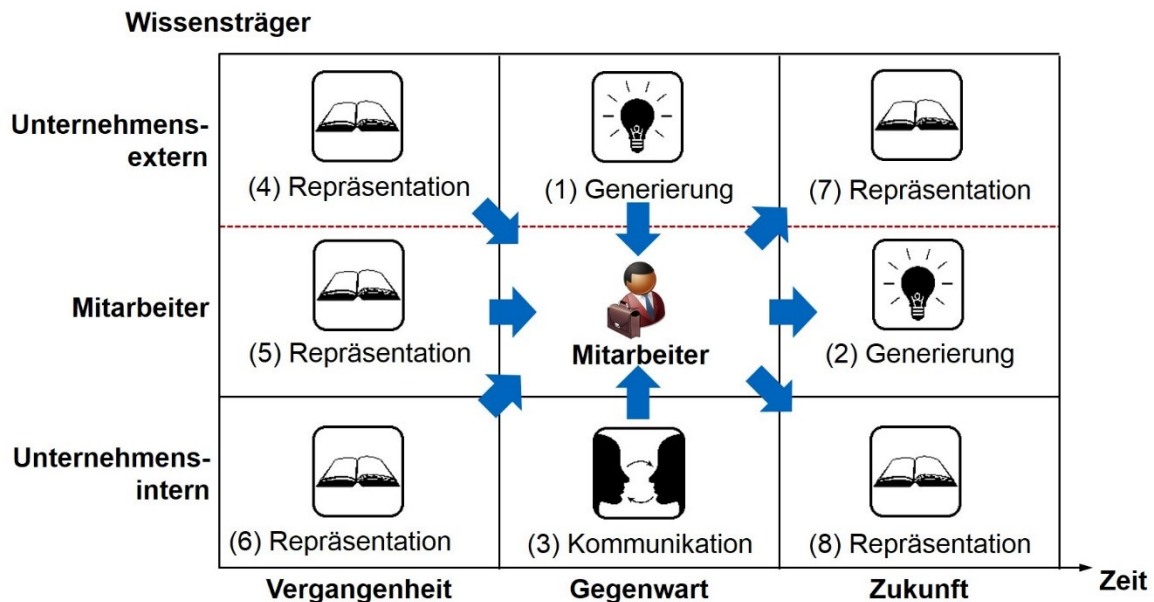 Wissensträger
Unternehmens-
extern
(4) Repräsentation
(1) Generierung
(7) Repräsentation
Mitarbeiter
(5) Repräsentation
Mitarbeiter
(2) Generierung
Unternehmens-
intern
(6) Repräsentation
(3) Kommunikation
(8) Repräsentation
Vergangenheit
Gegenwart
Zukunft
Zeit